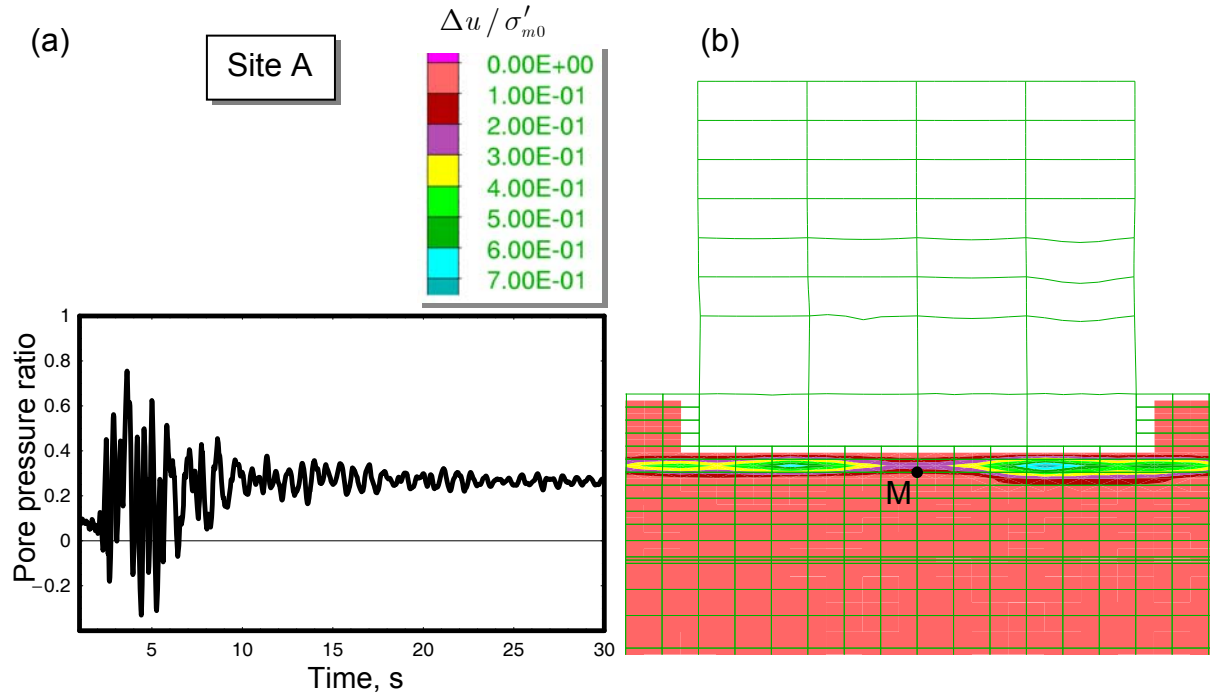 (a)
Site A
Δu / σ′m0
0.00E+00
1.00E-01
2.00E-01
3.00E-01
4.00E-01
5.00E-01
6.00E-01
7.00E-01
(b)
Pore pressure ratio
1
0.8
0.6
0.4
0.2
0
−0.2
5
10
15
20
25
30
Time, s
M